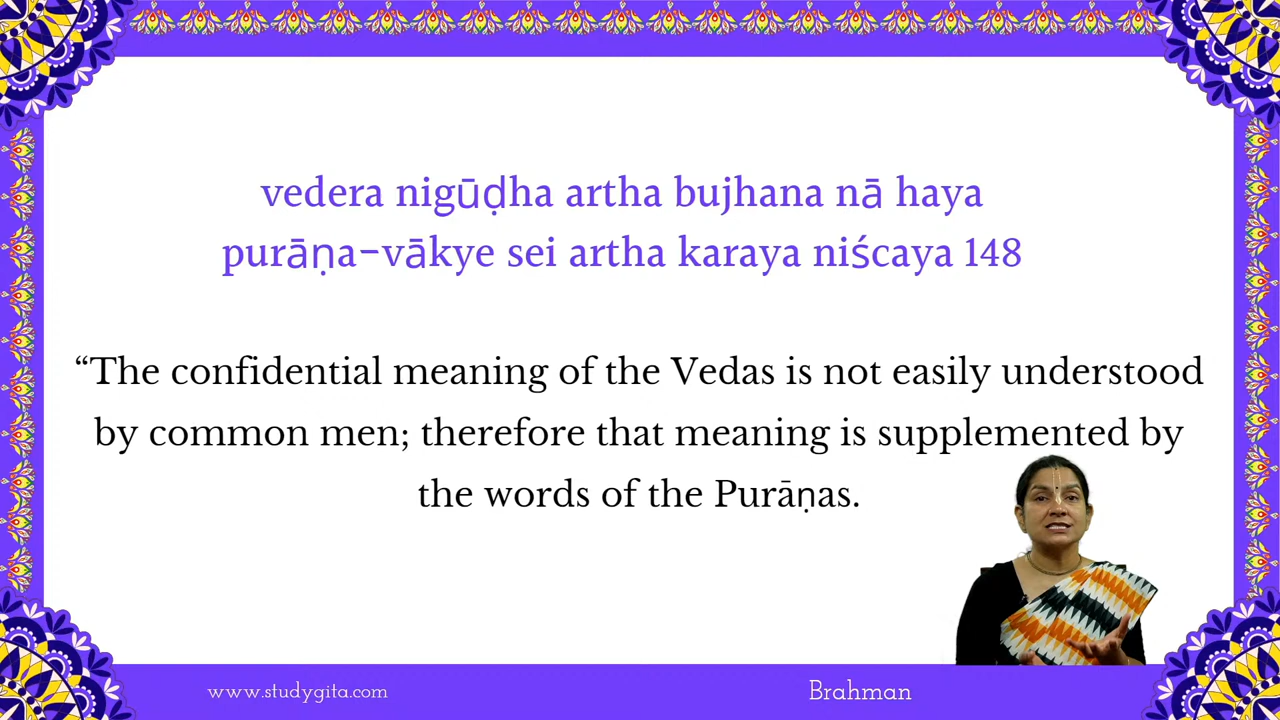 vedera nigūḍha artha bujhana nā haya
purāṇa-vākye sei artha karaya niścaya 148
“The confidential meaning of the Vedas is not easily understood
by common men; therefore that meaning is supplemented by
the words of the Purāṇas.
www.studygita.com
Brahman